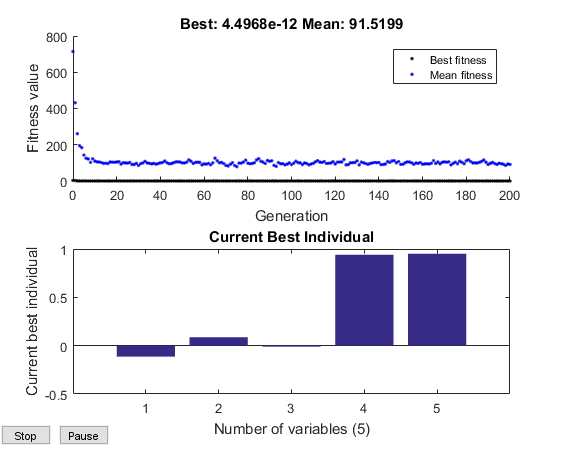 Best: 4.4968e-12 Mean: 91.5199
Fitness value
800
600
400
200
0
Best fitness
Mean fitness
0 20 40 60 80 100 120 140 160 180 200
Generation
Current Best Individual
Current best individual
1
0.5
0
-0.5
1 2 3 4 5
Number of variables (5)
Stop Pause